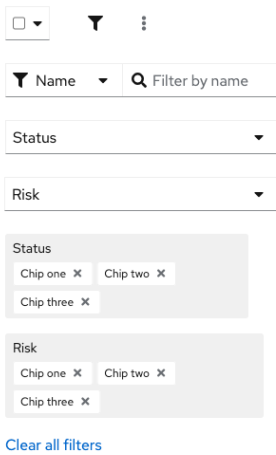 Name Filter by name
Status
Risk
Status
Chip one Chip two
Chip three
Risk
Chip one Chip two
Chip three
Clear all filters